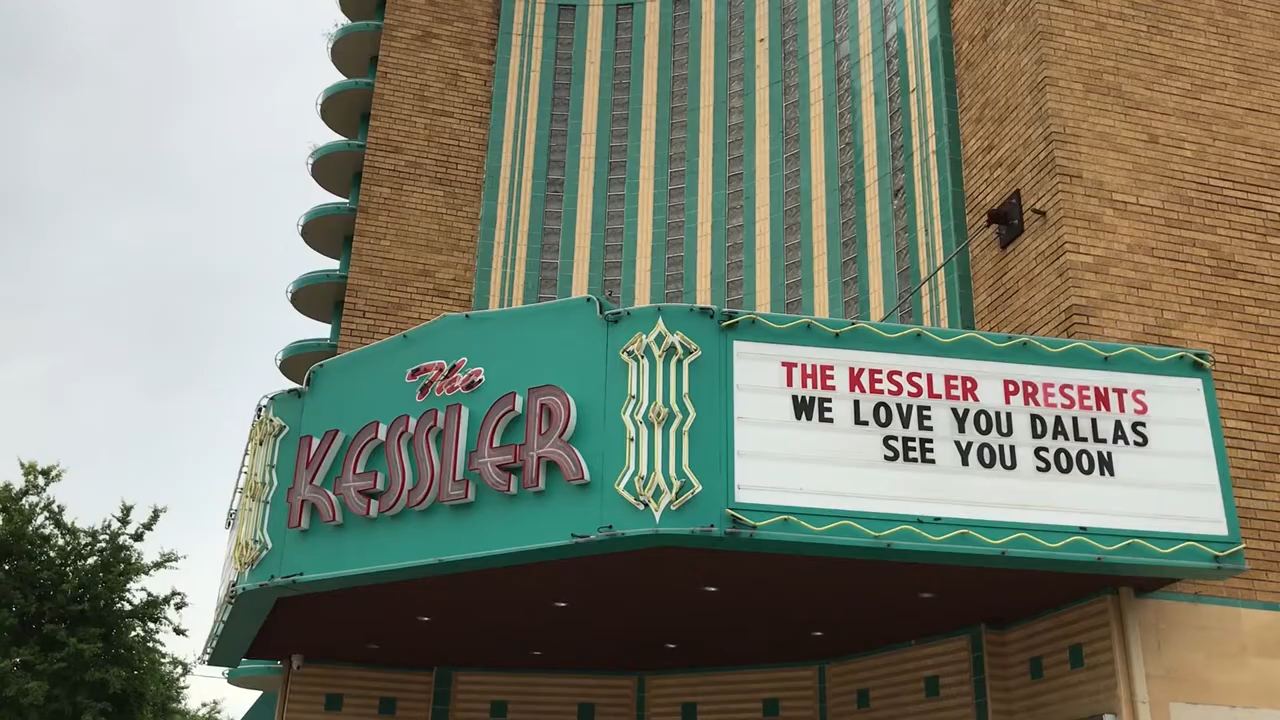 The
KESSLER
THE KESSLER PRESENTS
WE LOVE YOU DALLAS
SEE YOU SOON